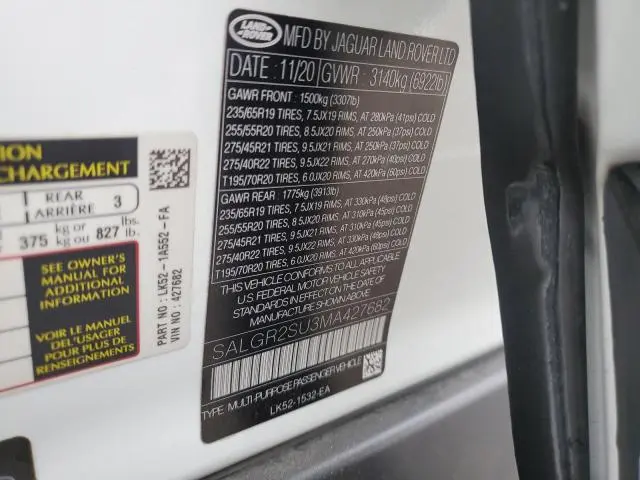 LAND
ROVER
MFD BY JAGUAR LAND ROVER LTD
DATE : 11/20 GVWR : 3140kg (6922lb)
GAWR FRONT : 1500kg (3307lb)
235/65R19 TIRES, 7.5JX19 RIMS, AT 280kPa (41psi) COLD
255/55R20 TIRES, 8.5JX20 RIMS, AT 250kPa (37psi) COLD
275/45R21 TIRES, 9.5JX21 RIMS, AT 250kPa (37psi) COLD
275/40R22 TIRES, 9.5JX22 RIMS, AT 270kPa (40psi) COLD
T195/70R20 TIRES, 6.0JX20 RIMS, AT 420kPa (60psi) COLD
GAWR REAR : 1775kg (3913lb)
235/65R19 TIRES, 7.5JX19 RIMS, AT 330kPa (48psi) COLD
255/55R20 TIRES, 8.5JX20 RIMS, AT 310kPa (45psi) COLD
275/45R21 TIRES, 9.5JX21 RIMS, AT 310kPa (45psi) COLD
275/40R22 TIRES, 9.5JX22 RIMS, AT 330kPa (48psi) COLD
T195/70R20 TIRES, 6.0JX20 RIMS, AT 420kPa (60psi) COLD
THIS VEHICLE CONFORMS TO ALL APPLICABLE
U.S. FEDERAL MOTOR VEHICLE SAFETY
STANDARDS IN EFFECT ON THE DATE OF
MANUFACTURE SHOWN ABOVE.
SALGR2SU3MA427682
TYPE : MULTI-PURPOSE PASSENGER VEHICLE
LK52-1532-EA
CHARGEMENT
REAR
ARRIÈRE 3
375 kg or 827 lbs.
kg ou lb.
SEE OWNER'S
MANUAL FOR
ADDITIONAL
INFORMATION
VOIR LE MANUEL
DE L'USAGER
POUR PLUS DE
RENSEIGNEMENTS
PART NO : LK52-1A552-FA
VIN NO : 427682